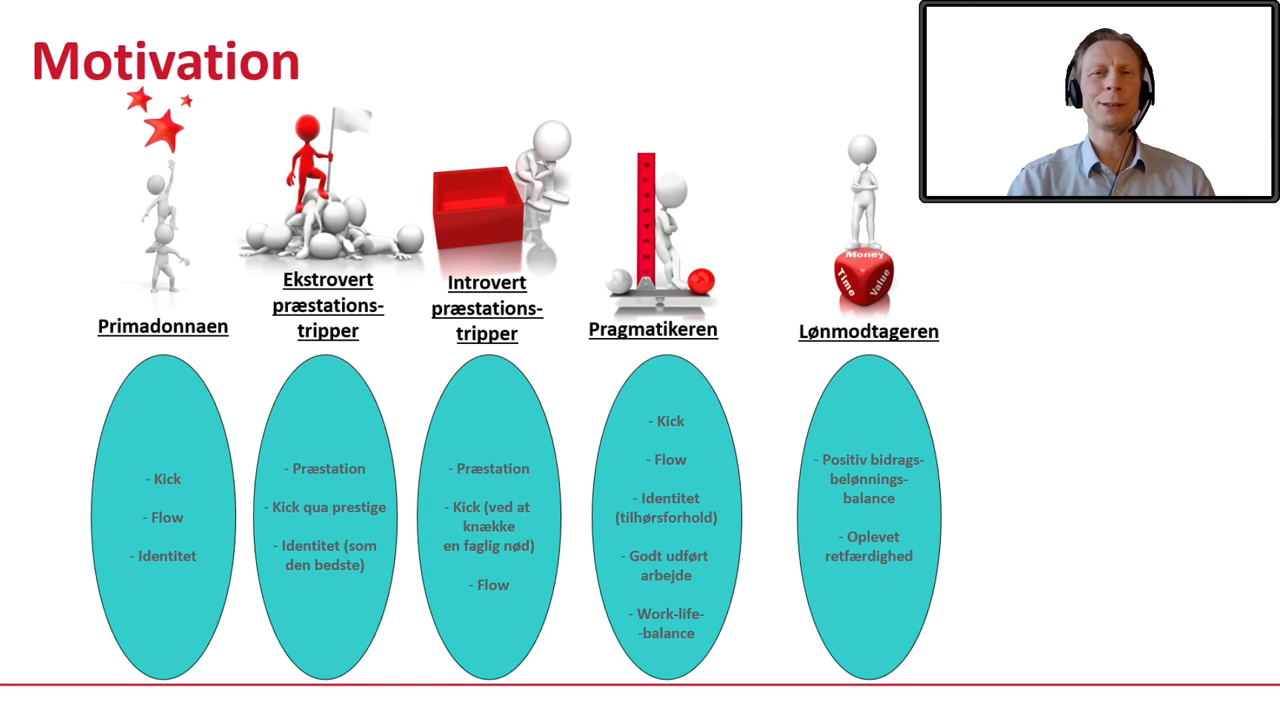 Motivation
Primadonnaen
- Kick
- Flow
- Identitet
Ekstrovert
præstations-
tripper
- Præstation
- Kick qua prestige
- Identitet (som
den bedste)
Introvert
præstations-
tripper
- Præstation
- Kick (ved at
knække
en faglig nød)
- Flow
Pragmatikeren
- Kick
- Flow
- Identitet
(tilhørsforhold)
- Godt udført
arbejde
- Work-life-
-balance
Money
Time
Value
Lønmodtageren
- Positiv bidrags-
belønnings-
balance
- Oplevet
retfærdighed